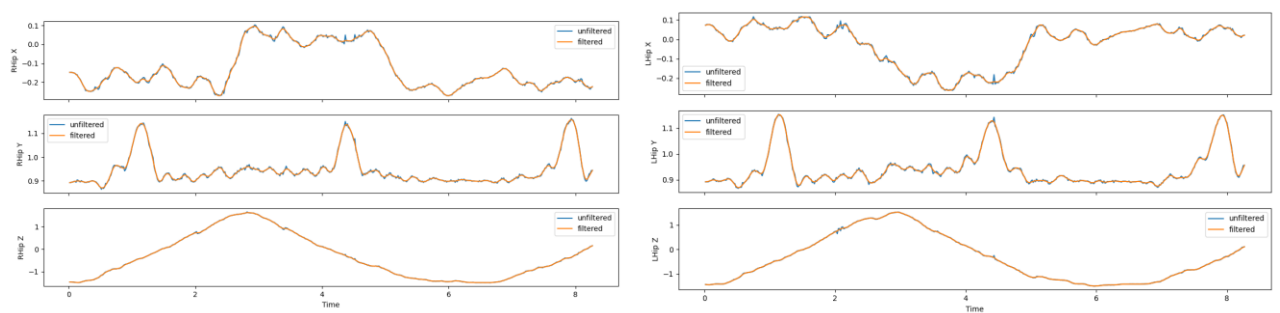 RHip X
0.1
0.0
−0.1
−0.2
unfiltered
filtered
RHip Y
1.1
1.0
0.9
unfiltered
filtered
RHip Z
1
0
−1
unfiltered
filtered
0
2
4
6
8
Time
LHip X
0.1
0.0
−0.1
−0.2
unfiltered
filtered
LHip Y
1.1
1.0
0.9
unfiltered
filtered
LHip Z
1
0
−1
unfiltered
filtered
0
2
4
6
8
Time